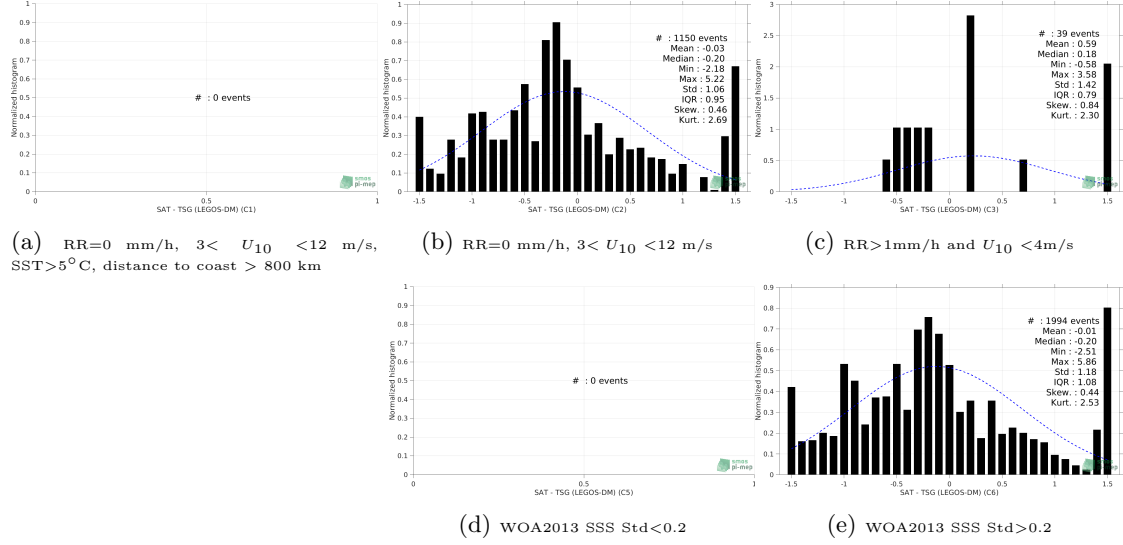 1
0.9
0.8
0.7
0.6
0.5
0.4
0.3
0.2
0.1
0
Normalized histogram
# : 0 events
smos
pi-mep
0 0.5 1
SAT - TSG (LEGOS-DM) (C1)
(a) RR=0 mm/h, 3< U10 <12 m/s,
SST>5°C, distance to coast > 800 km
1
0.9
0.8
0.7
0.6
0.5
0.4
0.3
0.2
0.1
0
Normalized histogram
# : 1150 events
Mean : -0.03
Median : -0.20
Min : -2.18
Max : 5.22
Std : 1.06
IQR : 0.95
Skew. : 0.46
Kurt. : 2.69
smos
pi-mep
-1.5 -1 -0.5 0 0.5 1 1.5
SAT - TSG (LEGOS-DM) (C2)
(b) RR=0 mm/h, 3< U10 <12 m/s
3
2.5
2
1.5
1
0.5
0
Normalized histogram
# : 39 events
Mean : 0.59
Median : 0.18
Min : -0.58
Max : 3.58
Std : 1.42
IQR : 0.79
Skew. : 0.84
Kurt. : 2.30
smos
pi-mep
-1.5 -1 -0.5 0 0.5 1 1.5
SAT - TSG (LEGOS-DM) (C3)
(c) RR>1mm/h and U10 <4m/s
1
0.9
0.8
0.7
0.6
0.5
0.4
0.3
0.2
0.1
0
Normalized histogram
# : 0 events
smos
pi-mep
0 0.5 1
SAT - TSG (LEGOS-DM) (C5)
(d) WOA2013 SSS Std<0.2
0.9
0.8
0.7
0.6
0.5
0.4
0.3
0.2
0.1
0
Normalized histogram
# : 1994 events
Mean : -0.01
Median : -0.20
Min : -2.51
Max : 5.86
Std : 1.18
IQR : 1.08
Skew. : 0.44
Kurt. : 2.53
smos
pi-mep
-1.5 -1 -0.5 0 0.5 1 1.5
SAT - TSG (LEGOS-DM) (C6)
(e) WOA2013 SSS Std>0.2